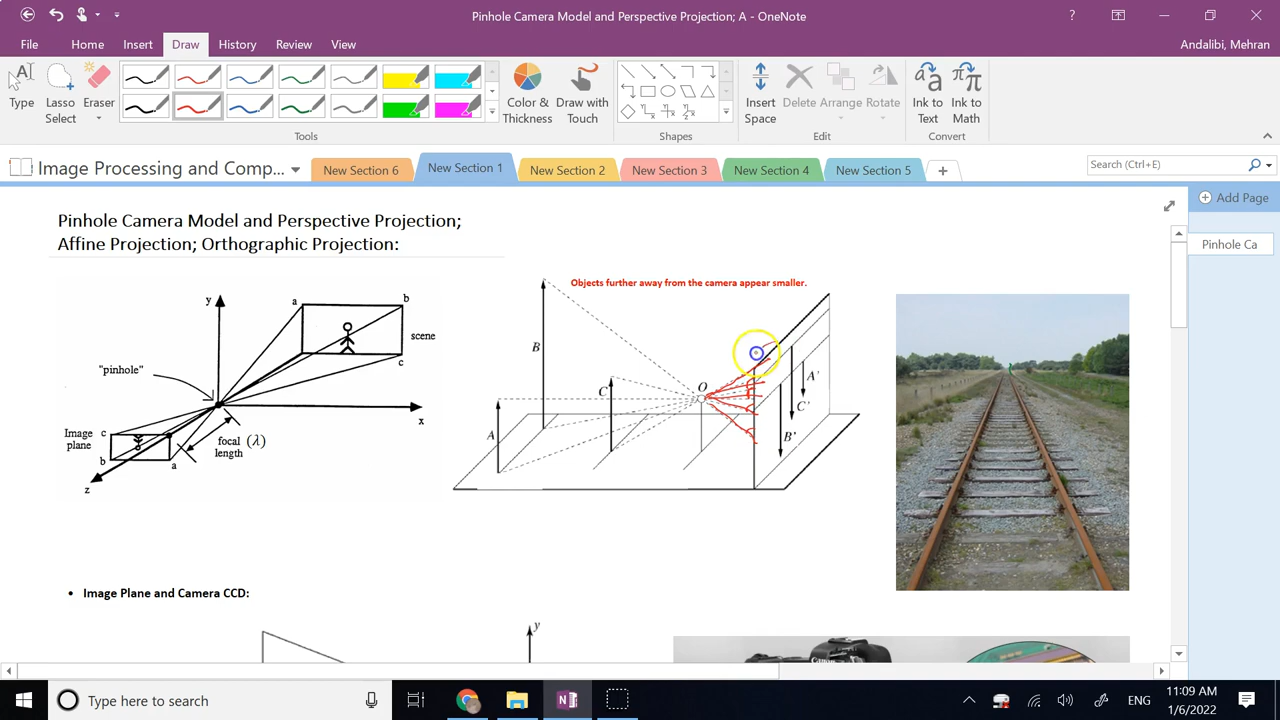 Pinhole Camera Model and Perspective Projection; A - OneNote
?
File
Home
Insert
Draw
History
Review
View
Andalibi, Mehran
Type
Lasso
Select
Eraser
Color &
Thickness
Draw with
Touch
Insert
Space
Delete
Arrange
Rotate
Ink to
Text
Ink to
Math
Tools
Shapes
Edit
Convert
Image Processing and Comp...
New Section 6
New Section 1
New Section 2
New Section 3
New Section 4
New Section 5
Search (Ctrl+E)
Add Page
Pinhole Ca
Pinhole Camera Model and Perspective Projection;
Affine Projection; Orthographic Projection:
y
a
b
scene
c
"pinhole"
x
Image
plane
c
b
a
focal (λ)
length
z
Objects further away from the camera appear smaller.
B
C
A
O
A'
C'
B'
• Image Plane and Camera CCD:
y
Canon
Type here to search
ENG
11:09 AM
1/6/2022